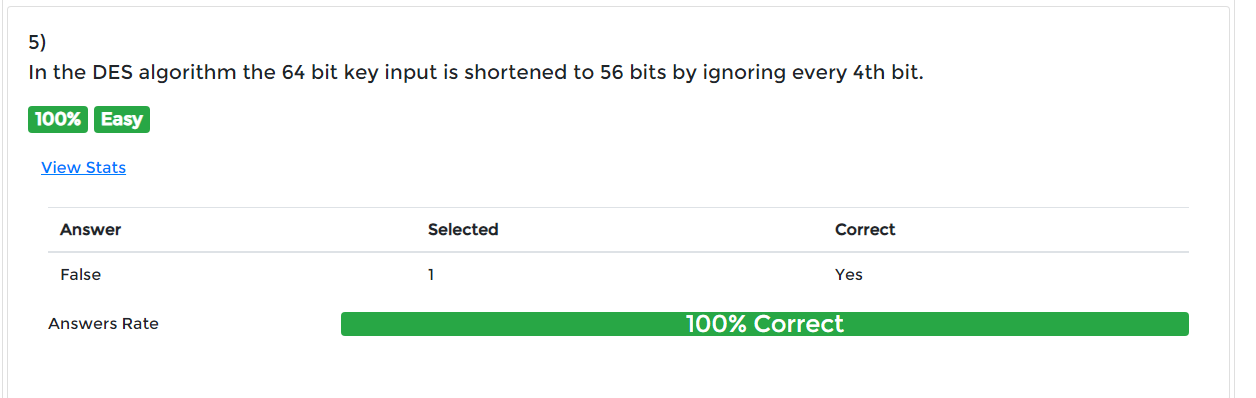 5)
In the DES algorithm the 64 bit key input is shortened to 56 bits by ignoring every 4th bit.
100% Easy
View Stats
Answer Selected Correct
False 1 Yes
Answers Rate 100% Correct